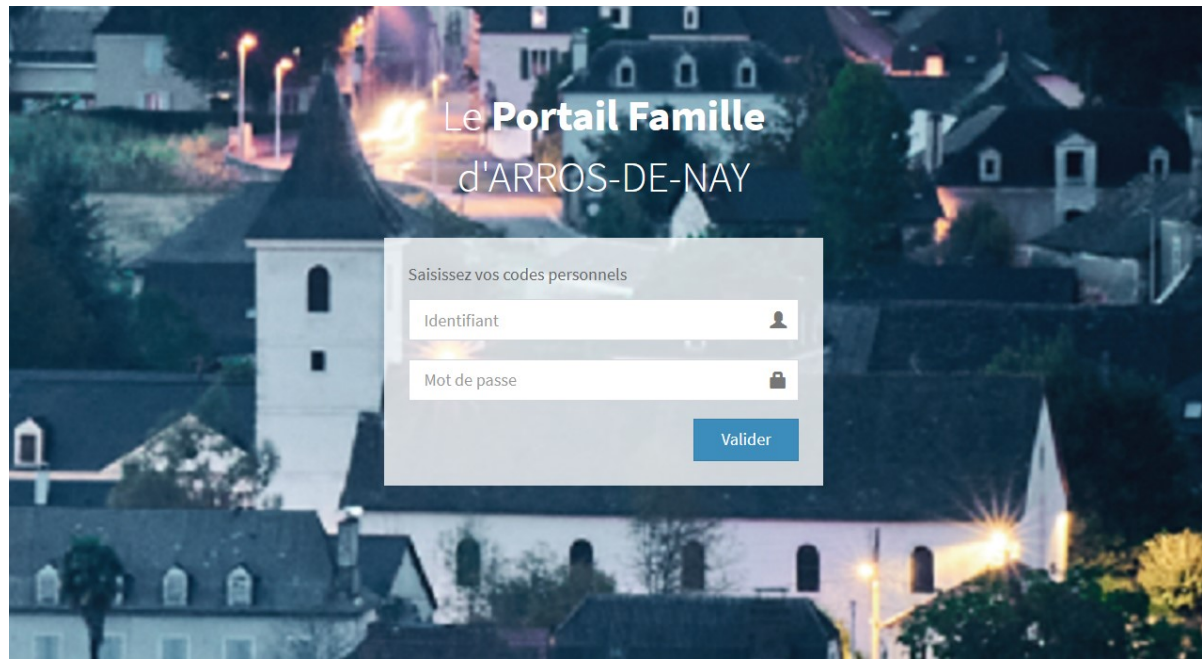 Le Portail Famille
d'ARROS-DE-NAY
Saisissez vos codes personnels
Identifiant
Mot de passe
Valider